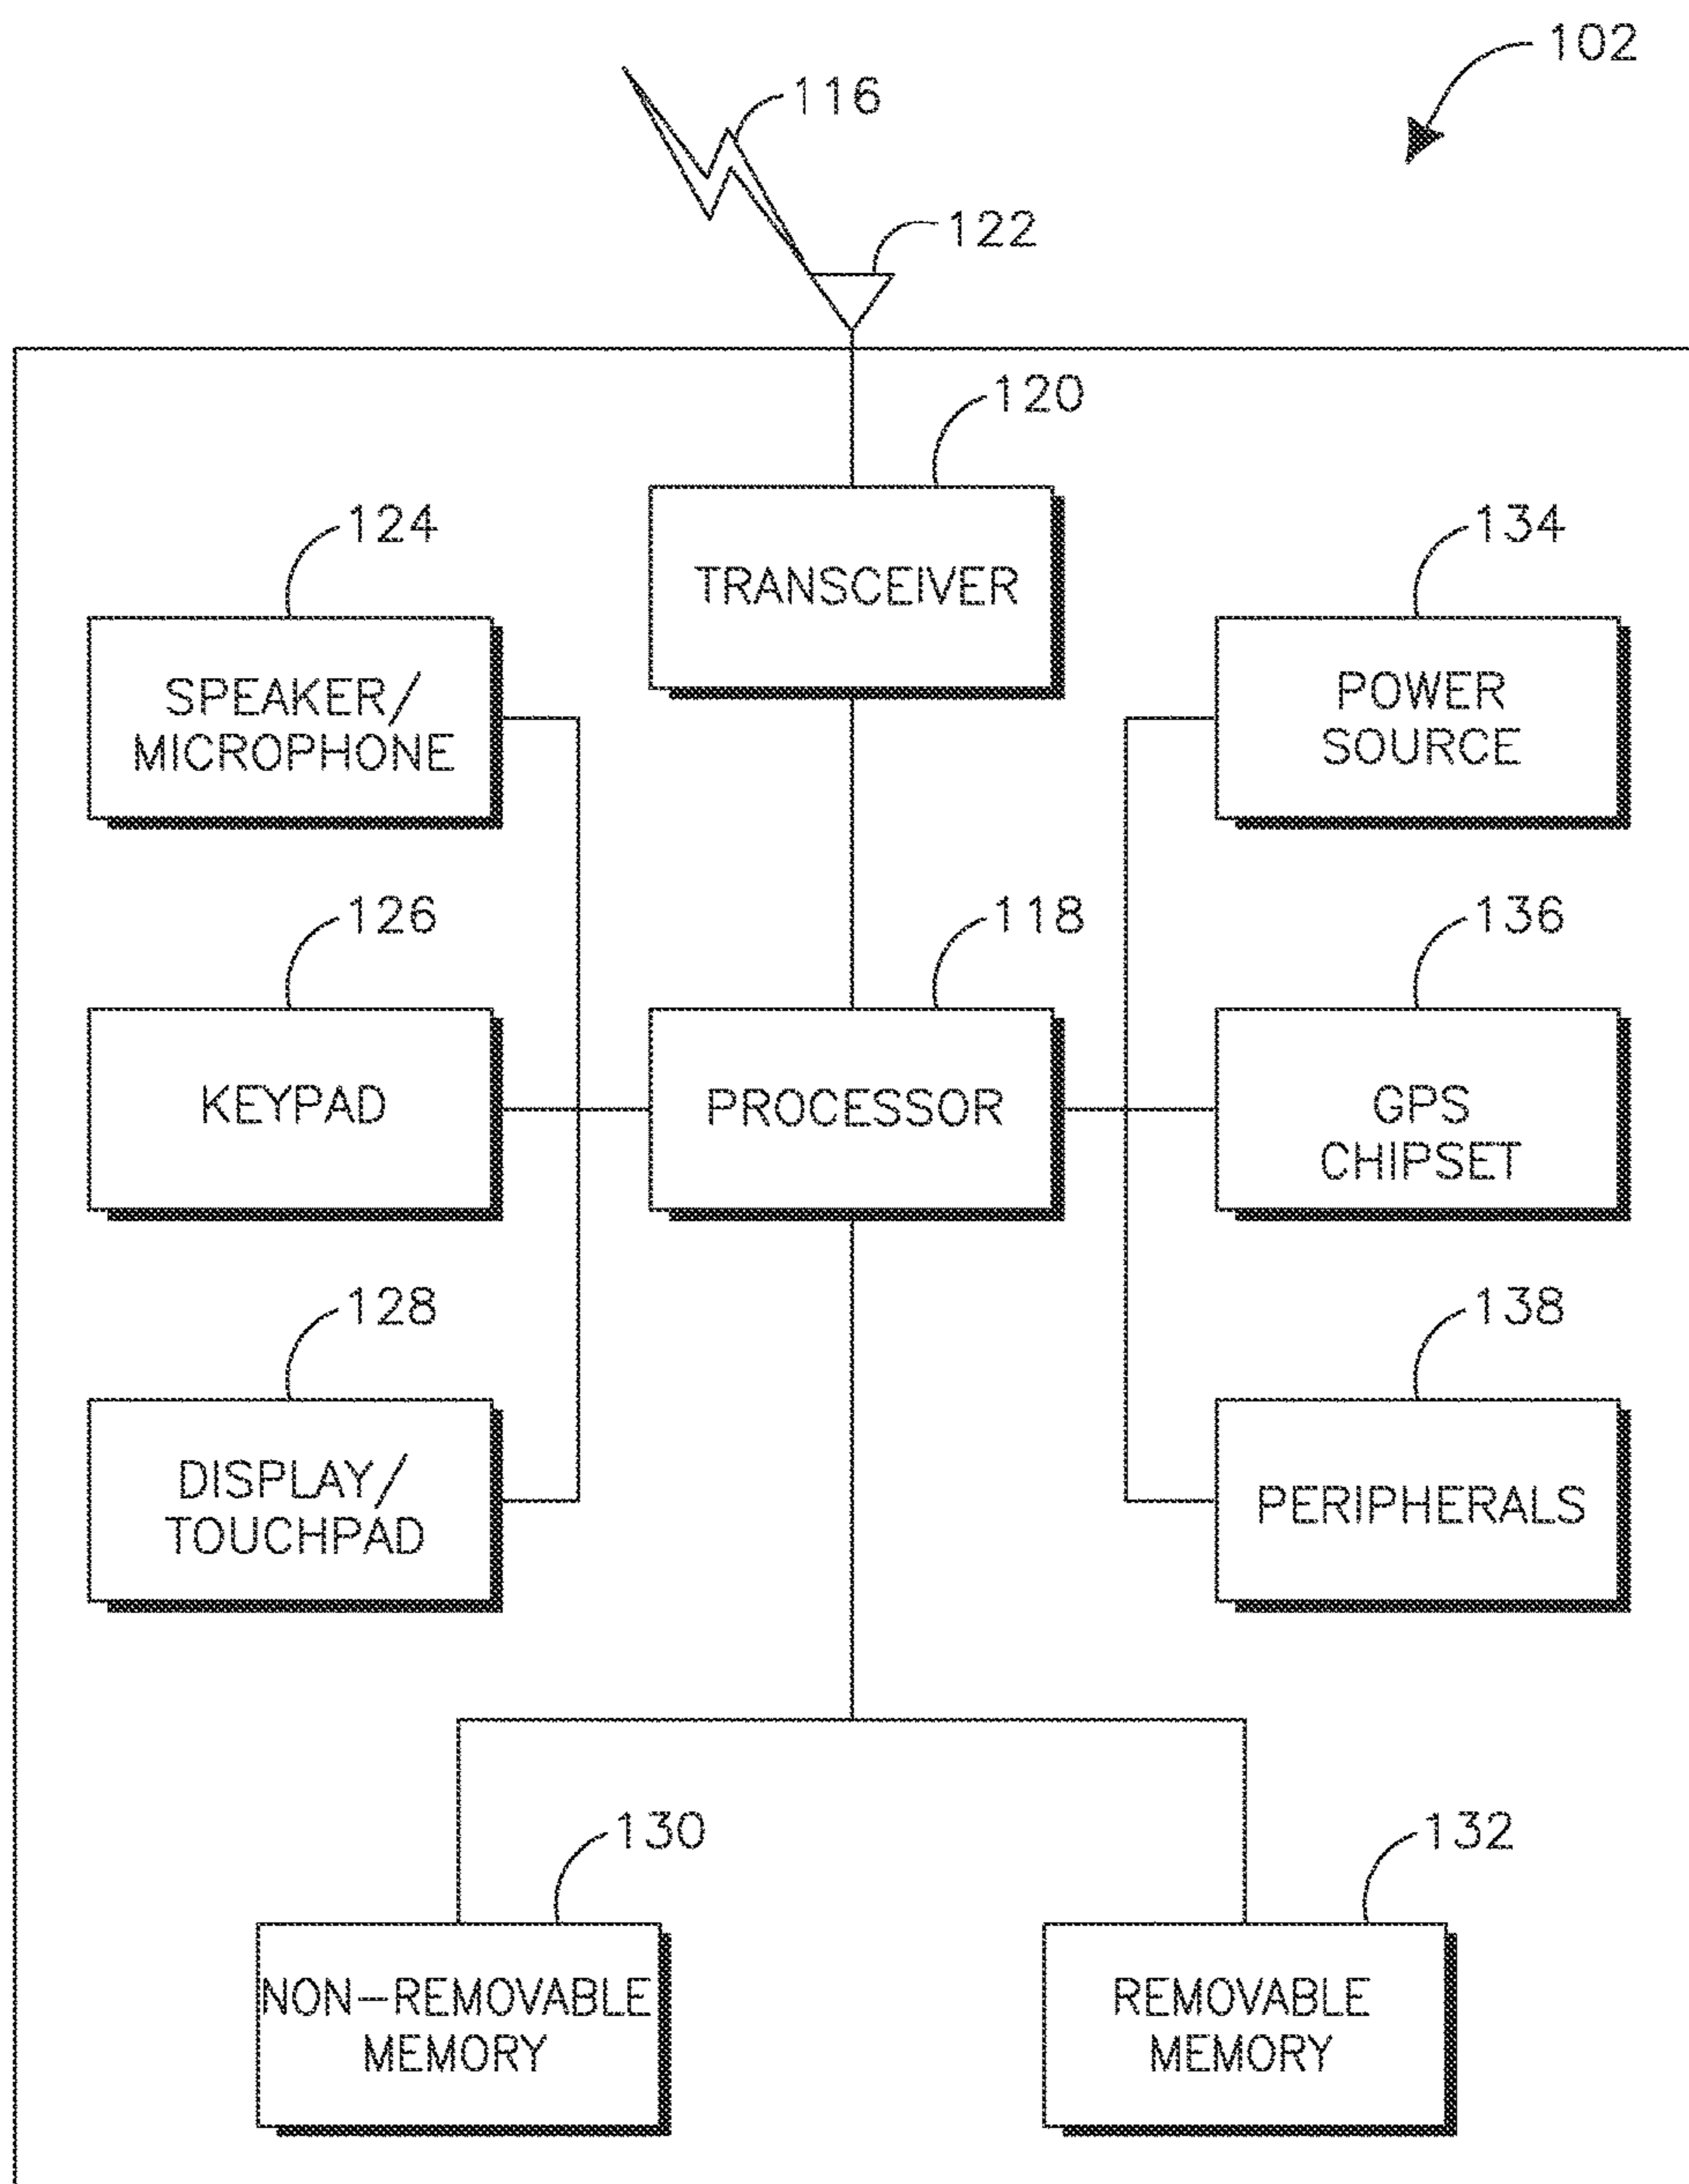 102
116
122
120
TRANSCEIVER
124
SPEAKER/
MICROPHONE
134
POWER
SOURCE
126
KEYPAD
118
PROCESSOR
136
GPS
CHIPSET
128
DISPLAY/
TOUCHPAD
138
PERIPHERALS
130
NON-REMOVABLE
MEMORY
132
REMOVABLE
MEMORY